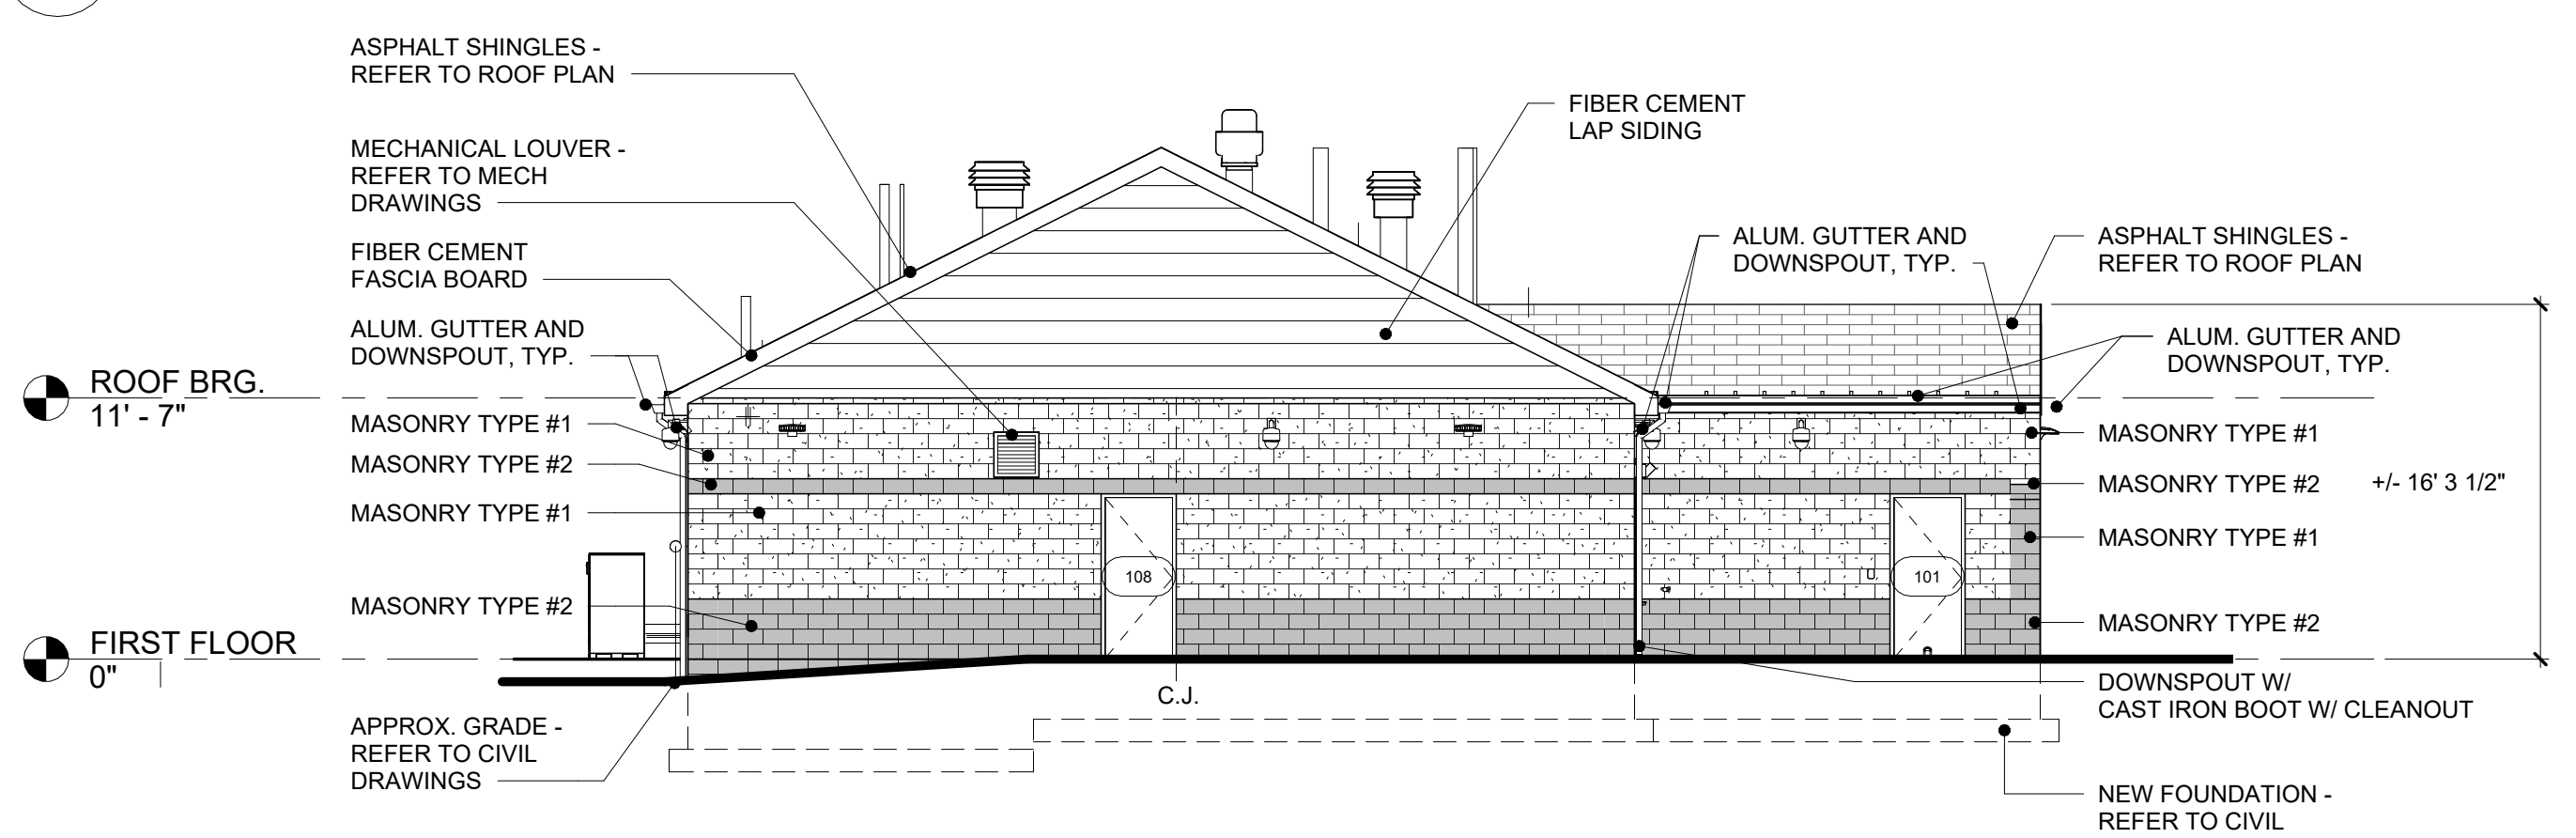 ASPHALT SHINGLES -
REFER TO ROOF PLAN
MECHANICAL LOUVER -
REFER TO MECH
DRAWINGS
FIBER CEMENT
FASCIA BOARD
ALUM. GUTTER AND
DOWNSPOUT, TYP.
ROOF BRG.
11' - 7"
MASONRY TYPE #1
MASONRY TYPE #2
MASONRY TYPE #1
MASONRY TYPE #2
FIRST FLOOR
0"
APPROX. GRADE -
REFER TO CIVIL
DRAWINGS
108
C.J.
101
FIBER CEMENT
LAP SIDING
ALUM. GUTTER AND
DOWNSPOUT, TYP.
ASPHALT SHINGLES -
REFER TO ROOF PLAN
ALUM. GUTTER AND
DOWNSPOUT, TYP.
MASONRY TYPE #1
MASONRY TYPE #2
+/- 16' 3 1/2"
MASONRY TYPE #1
MASONRY TYPE #2
DOWNSPOUT W/
CAST IRON BOOT W/ CLEANOUT
NEW FOUNDATION -
REFER TO CIVIL